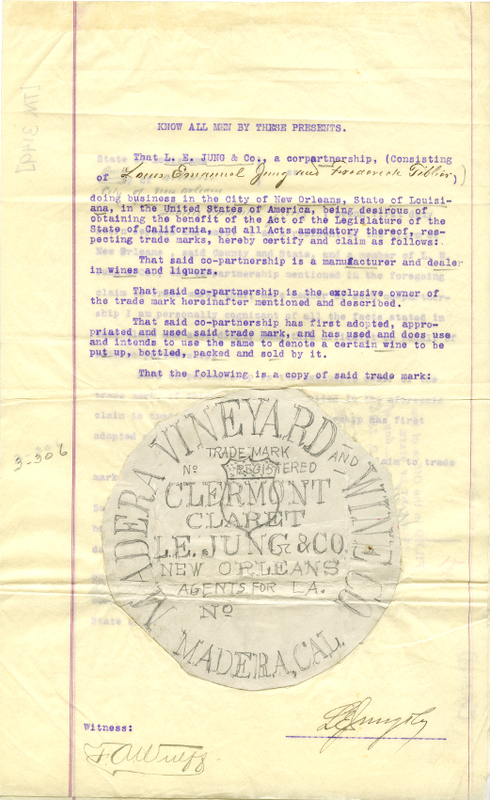 KNOW ALL MEN BY THESE PRESENTS.
That L. E. JUNG & Co., a corpartnership, (Consisting
of Louis Emanuel Jung and Frederick Tibbier,)
doing business in the City of New Orleans, State of Louisi-
ana, in the United States of America, being desirous of
obtaining the benefit of the Act of the Legislature of the
State of California, and all Acts amendatory thereof, res-
pecting trade marks, hereby certify and claim as follows:
That said co-partnership is a manufacturer and dealer
in wines and liquors.
That said co-partnership is the exclusive owner of
the trade mark hereinafter mentioned and described.
That said co-partnership has first adopted, appro-
priated and used said trade mark, and has used and does use
and intends to use the same to denote a certain wine to be
put up, bottled, packed and sold by it.
That the following is a copy of said trade mark:
MADERA VINEYARD AND WINE CO.
TRADE MARK
No REGISTERED
CLERMONT
CLARET
L.E. JUNG & CO.
NEW ORLEANS
AGENTS FOR LA.
No
MADERA, CAL.
3-306
Witness: